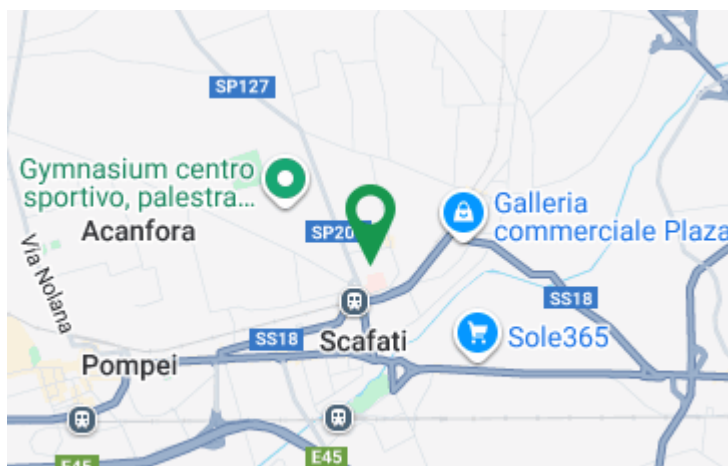 SP127
Gymnasium centro
sportivo, palestra...
Acanfora
SP20
Galleria
commerciale Plaza
Via Nolana
SS18
SS18
Scafati
Sole365
Pompei
E45
E45